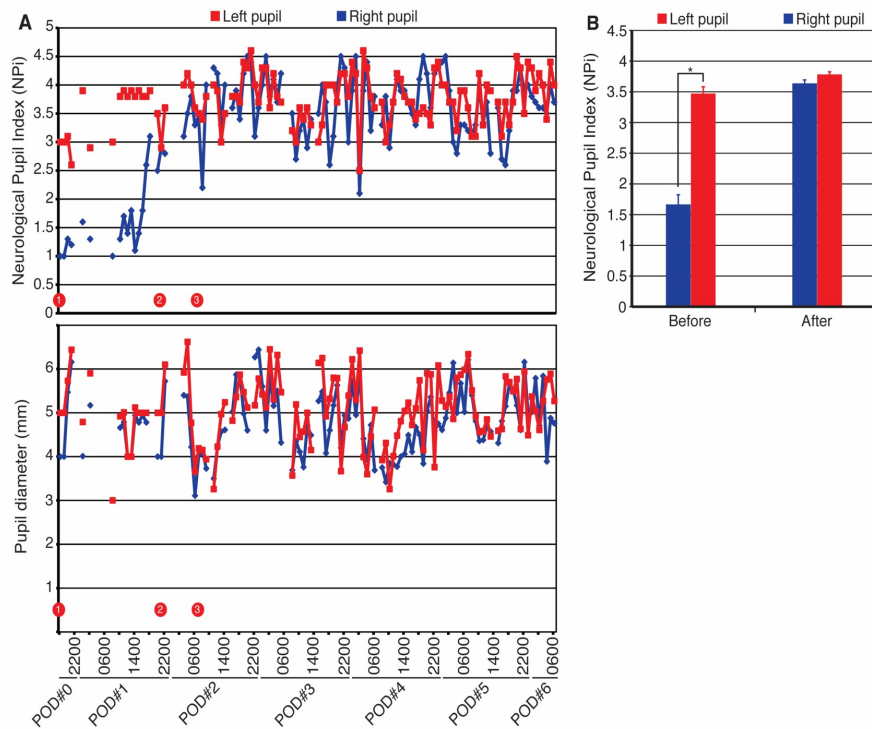 A
Left pupil Right pupil
Neurological Pupil Index (NPi)
5
4.5
4
3.5
3
2.5
2
1.5
1
0.5
0
1 2 3
Pupil diameter (mm)
6
5
4
3
2
1
1 2 3
2200 0600 1400 2200 0600 1400 2200 0600 1400 2200 0600 1400 2200 0600 1400 2200 0600
POD#0 POD#1 POD#2 POD#3 POD#4 POD#5 POD#6
B
Left pupil Right pupil
Neurological Pupil Index (NPi)
4.5
4
3.5
3
2.5
2
1.5
1
0.5
0
*
Before After